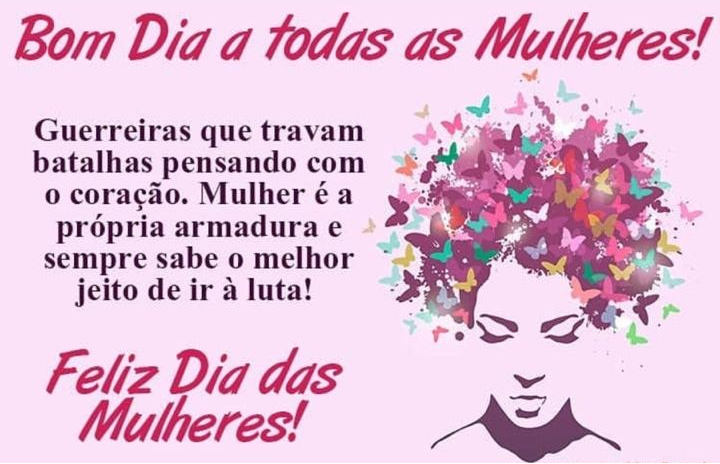 Bom Dia a todas as Mulheres!
Guerreiras que travam
batalhas pensando com
o coração. Mulher é a
própria armadura e
sempre sabe o melhor
jeito de ir à luta!
Feliz Dia das
Mulheres!